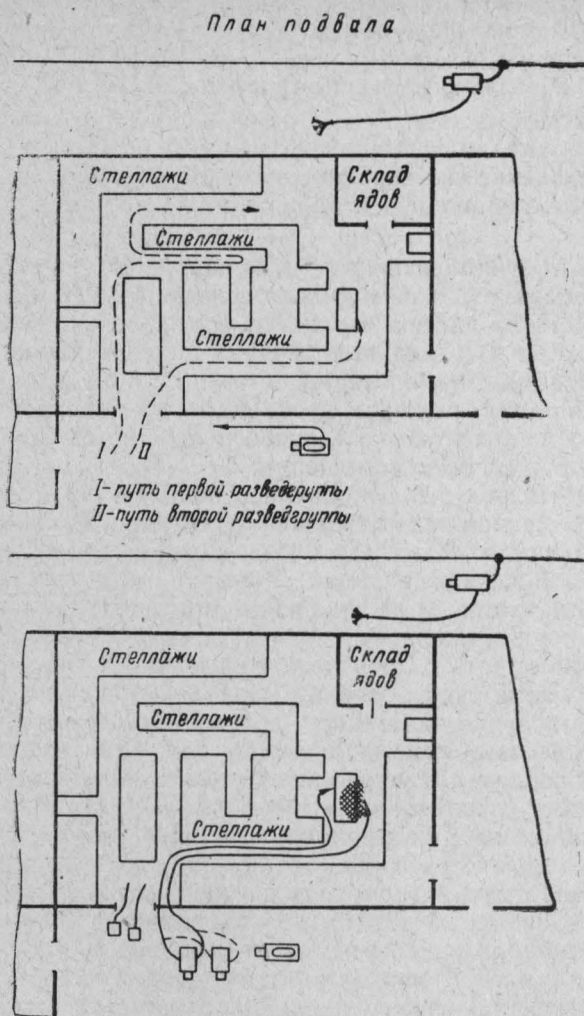 План подвала
Стеллажи
Склад
ядов
Стеллажи
Стеллажи
I II
I-путь первой разведгруппы
II-путь второй разведгруппы
Стеллажи
Склад
ядов
Стеллажи
Стеллажи